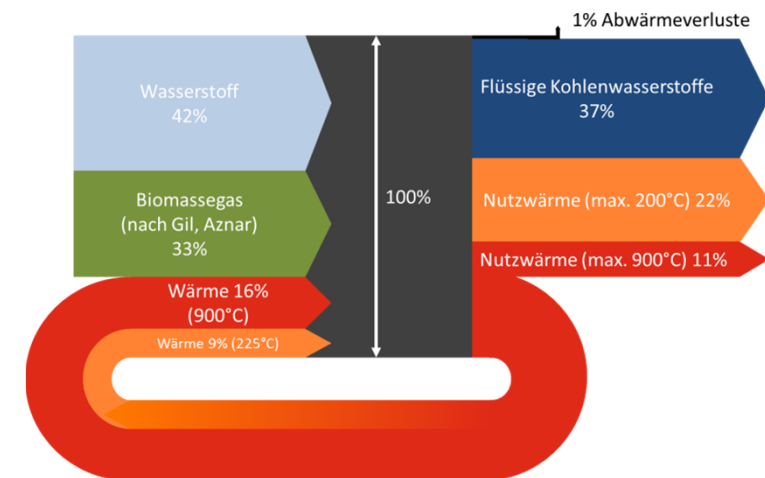 1% Abwärmeverluste
Wasserstoff
42%
Flüssige Kohlenwasserstoffe
37%
Biomassegas
(nach Gil, Aznar)
33%
100%
Nutzwärme (max. 200°C) 22%
Nutzwärme (max. 900°C) 11%
Wärme 16%
(900°C)
Wärme 9% (225°C)